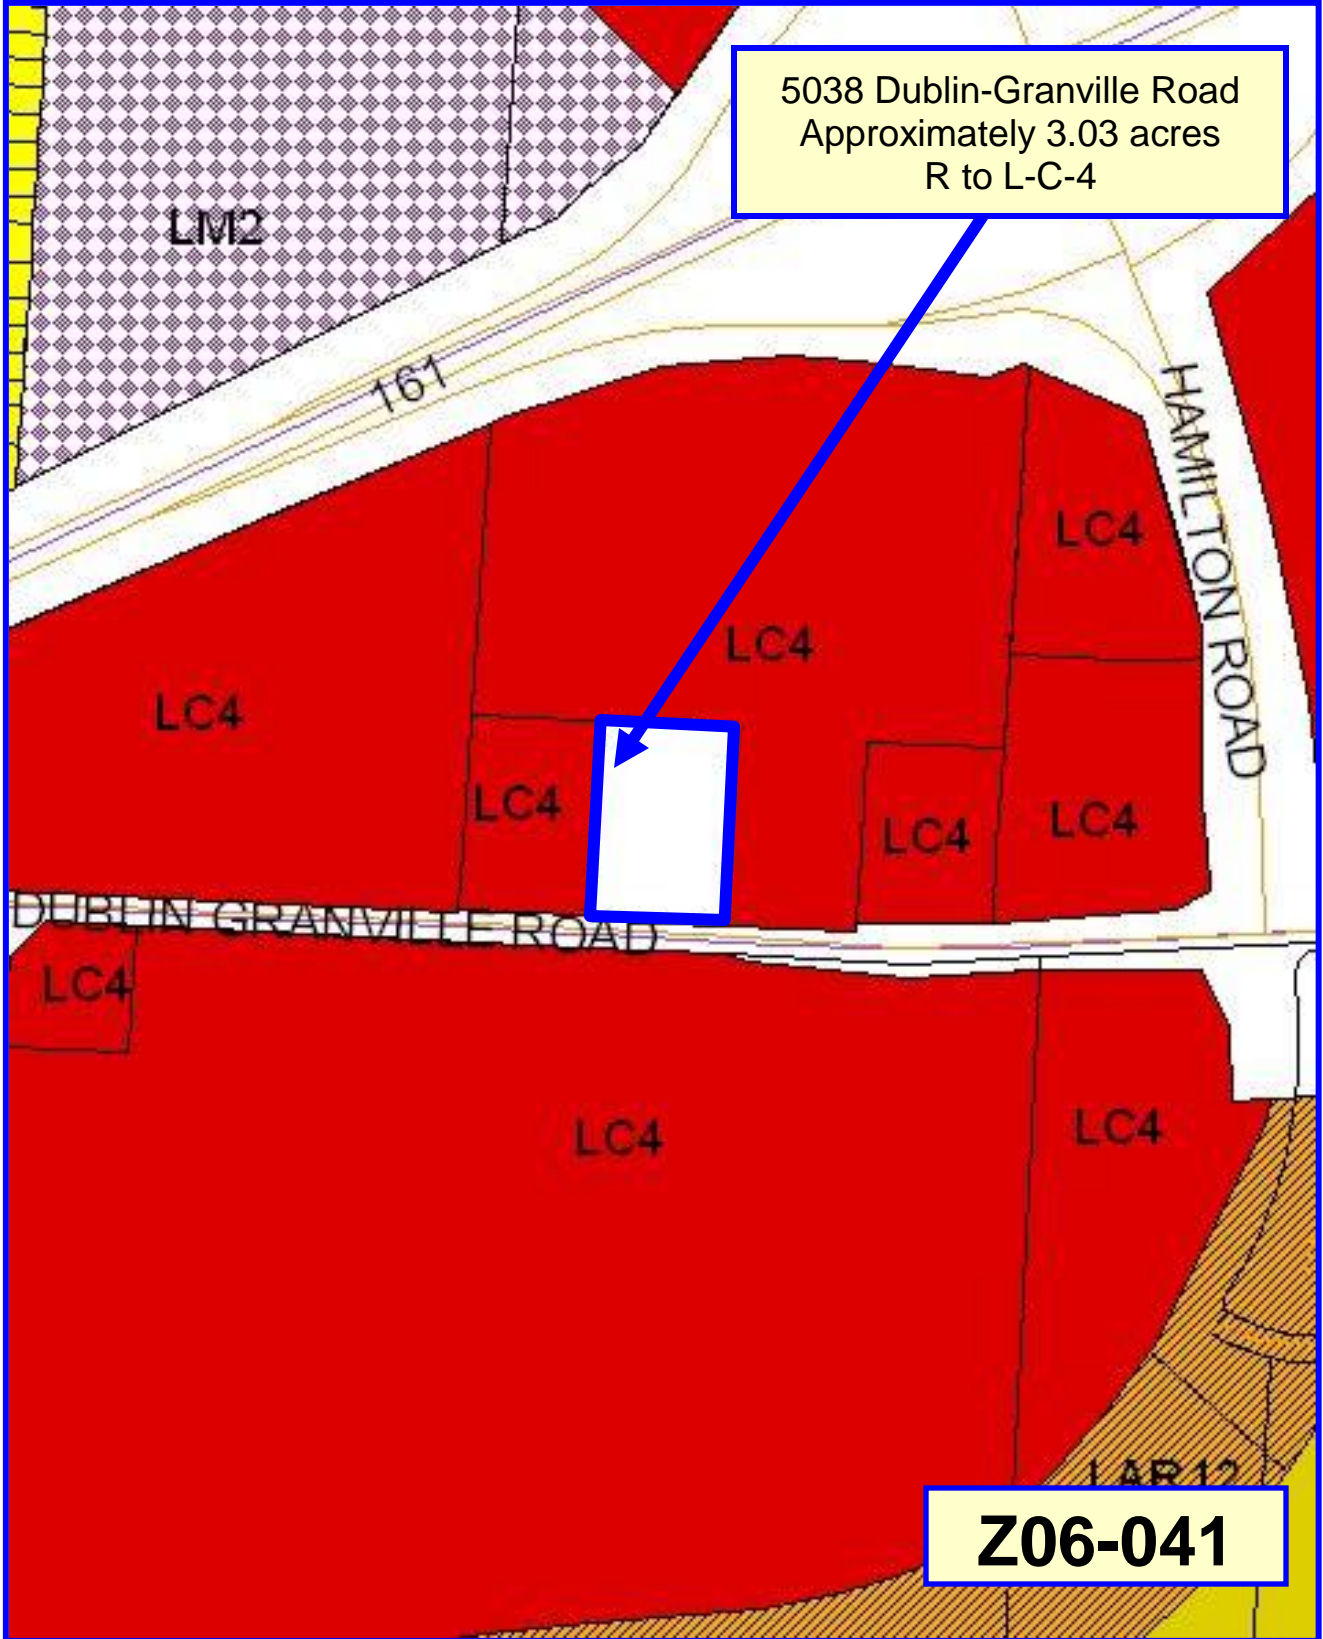 5038 Dublin-Granville Road
Approximately 3.03 acres
R to L-C-4
LM2
161
HAMILTON ROAD
LC4
LC4
LC4
LC4
LC4
LC4
DUBLIN GRANVILLE ROAD
LC4
LC4
LC4
LAR12
Z06-041